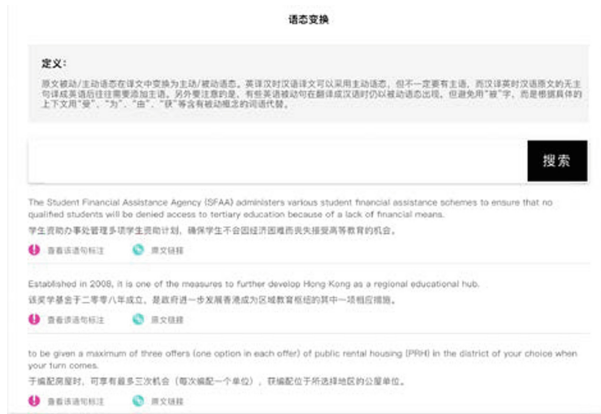 语态变换
定义：
原文被动/主动语态在译文中变换为主动/被动语态。英译汉时汉语译文可以采用主动语态，但不一定要有主语，而汉译英时汉语原文的无主
句译成英语后往往需要添加主语。另外要注意的是，有些英语被动句在翻译成汉语时仍以被动语态出现。但避免用“被”字，而是根据具体的
上下文用“受”、“为”、“由”、“获”等含有被动概念的词语代替。
搜索
The Student Financial Assistance Agency (SFAA) administers various student financial assistance schemes to ensure that no
qualified students will be denied access to tertiary education because of a lack of financial means.
学生资助办事处管理多项学生资助计划，确保学生不会因经济困难而丧失接受高等教育的机会。
查看该语句标注 原文链接
Established in 2008, it is one of the measures to further develop Hong Kong as a regional educational hub.
该奖学基金于二零零八年成立，是政府进一步发展香港成为区域教育枢纽的其中一项相应措施。
查看该语句标注 原文链接
to be given a maximum of three offers (one option in each offer) of public rental housing (PRH) in the district of your choice when
your turn comes.
于编配房屋时，可享有最多三次机会（每次编配一个单位），获编配位于所选择地区的公屋单位。
查看该语句标注 原文链接